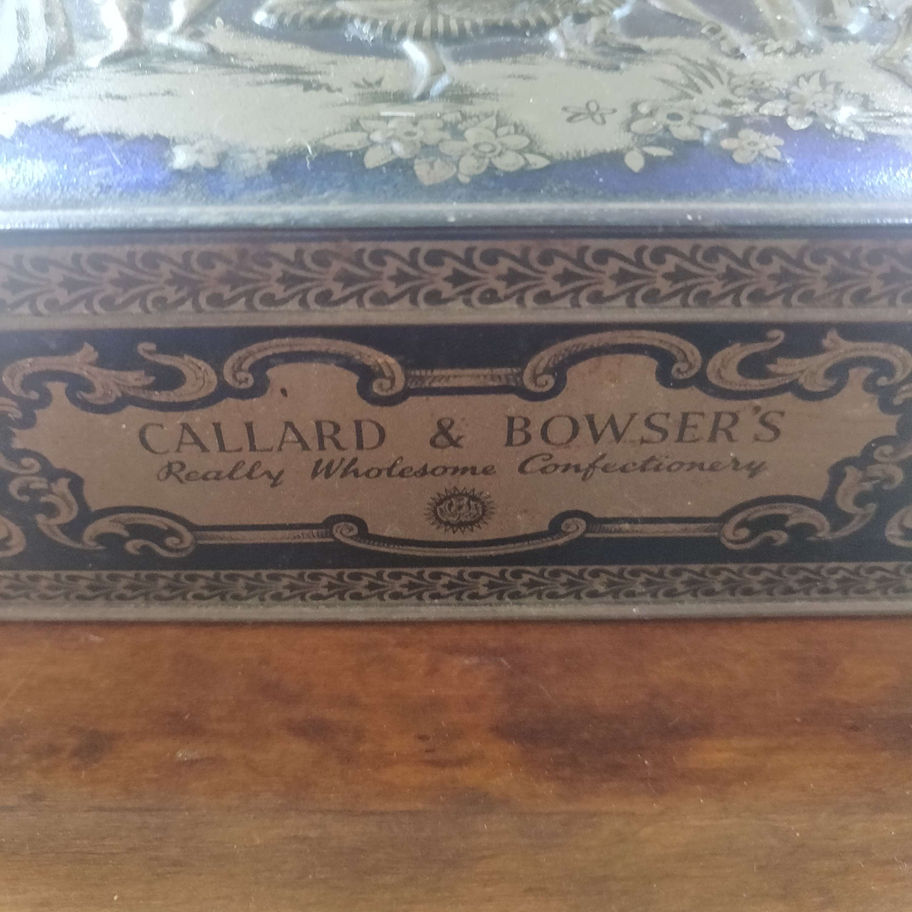 CALLARD & BOWSER'S
Really Wholesome Confectionery